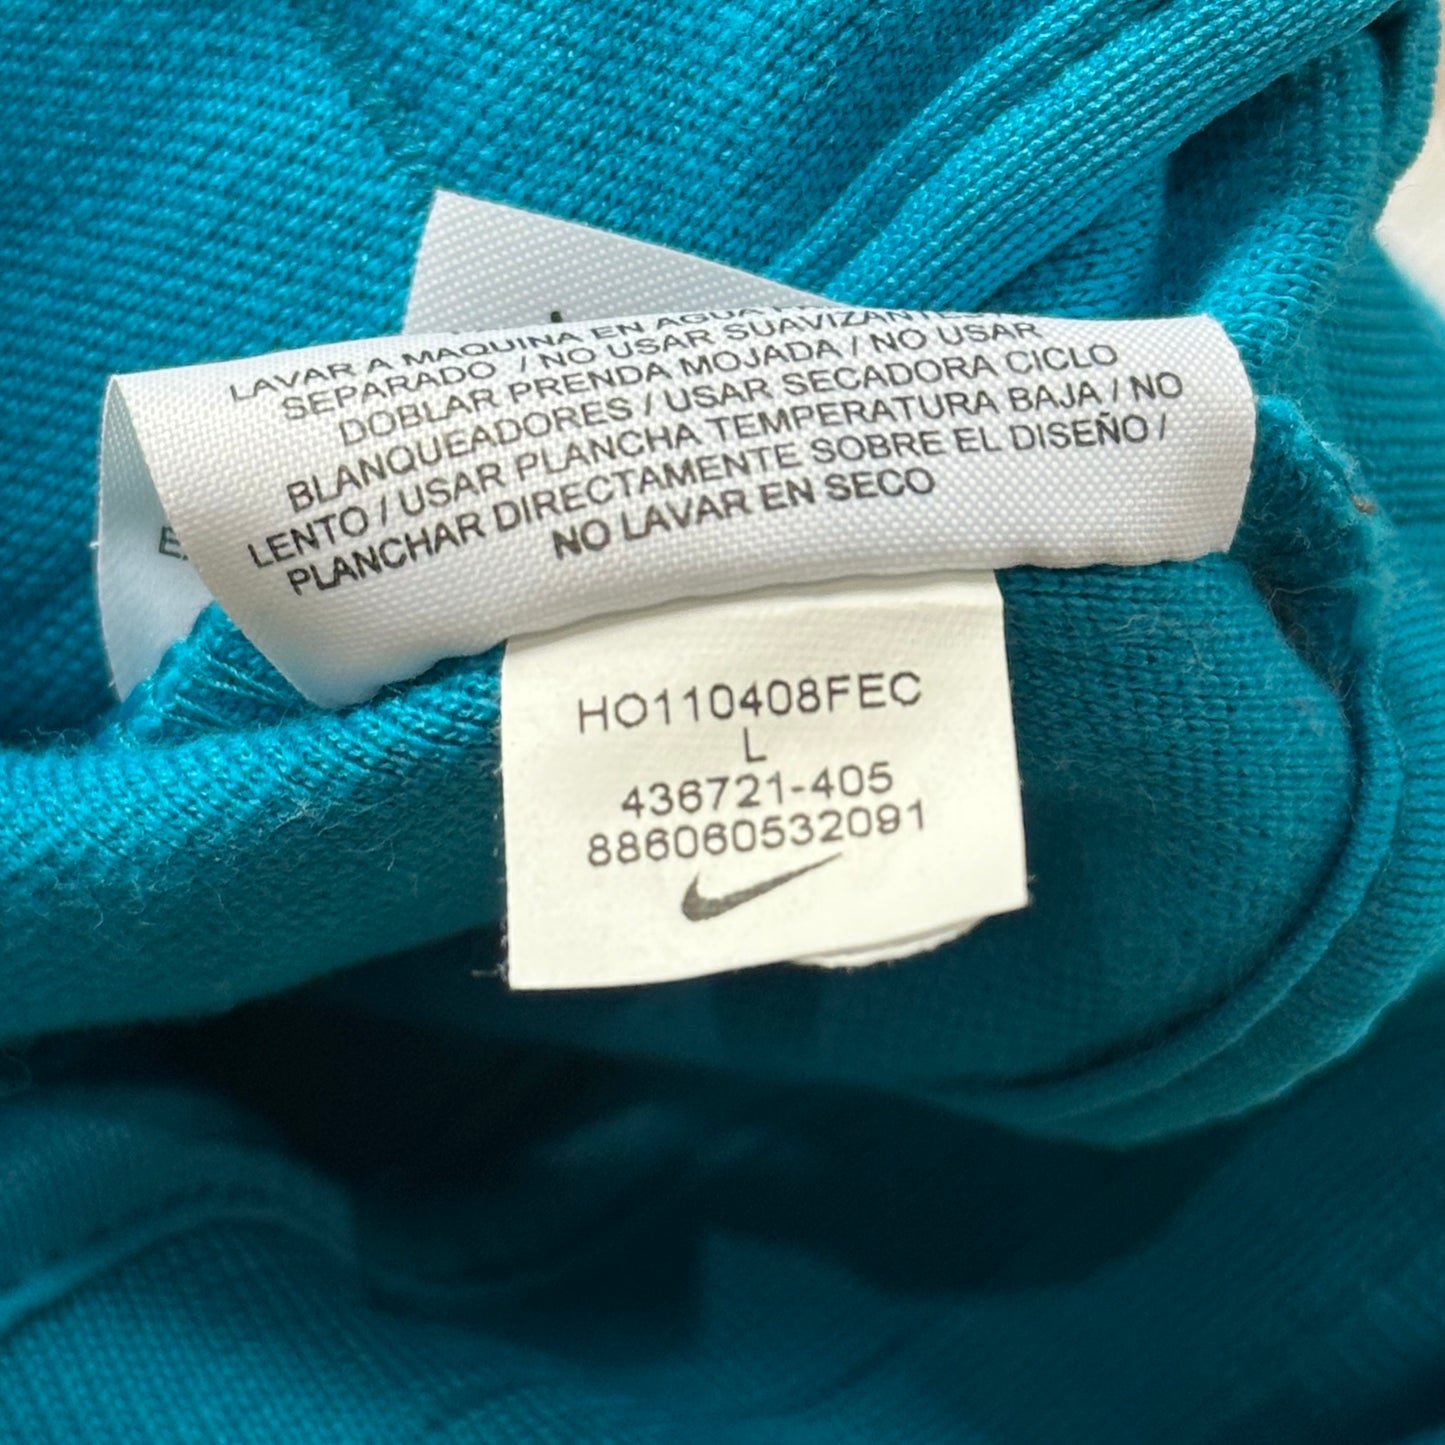 LAVAR A MAQUINA EN AGUA
SEPARADO / NO USAR SUAVIZANTES
DOBLAR PRENDA MOJADA / NO USAR
BLANQUEADORES / USAR SECADORA CICLO
LENTO / USAR PLANCHA TEMPERATURA BAJA / NO
PLANCHAR DIRECTAMENTE SOBRE EL DISEÑO /
NO LAVAR EN SECO
HO110408FEC
L
436721-405
886060532091